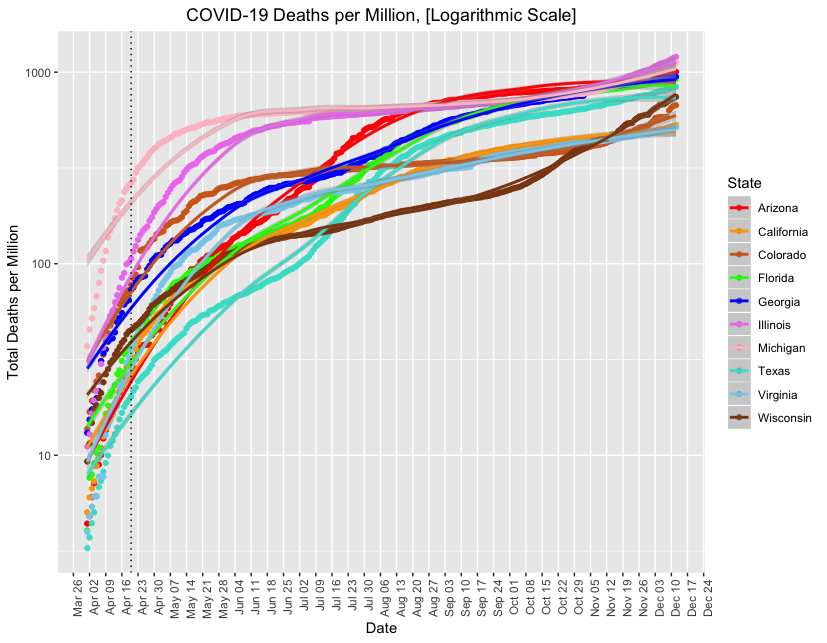 COVID-19 Deaths per Million, [Logarithmic Scale]
Total Deaths per Million
1000
100
10
Mar 26
Apr 02
Apr 09
Apr 16
Apr 23
Apr 30
May 07
May 14
May 21
May 28
Jun 04
Jun 11
Jun 18
Jun 25
Jul 02
Jul 09
Jul 16
Jul 23
Jul 30
Aug 06
Aug 13
Aug 20
Aug 27
Sep 03
Sep 10
Sep 17
Sep 24
Oct 01
Oct 08
Oct 15
Oct 22
Oct 29
Nov 05
Nov 12
Nov 19
Nov 26
Dec 03
Dec 10
Dec 17
Dec 24
Date
State
Arizona
California
Colorado
Florida
Georgia
Illinois
Michigan
Texas
Virginia
Wisconsin